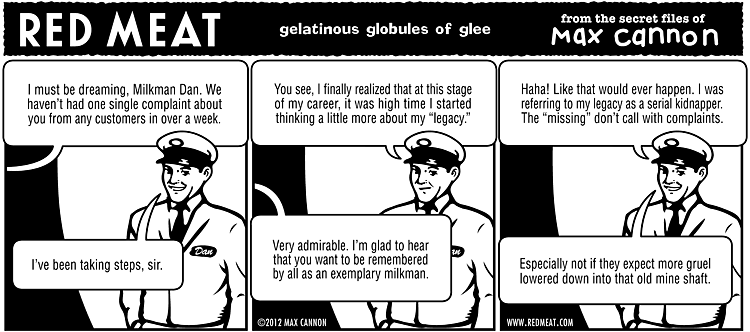 RED MEAT
gelatinous globules of glee
from the secret files of
Max cannon
I must be dreaming, Milkman Dan. We
haven't had one single complaint about
you from any customers in over a week.
I've been taking steps, sir.
Dan
You see, I finally realized that at this stage
of my career, it was high time I started
thinking a little more about my "legacy."
Very admirable. I'm glad to hear
that you want to be remembered
by all as an exemplary milkman.
an
©2012 MAX CANNON
Haha! Like that would ever happen. I was
referring to my legacy as a serial kidnapper.
The "missing" don't call with complaints.
Especially not if they expect more gruel
lowered down into that old mine shaft.
WWW.REDMEAT.COM